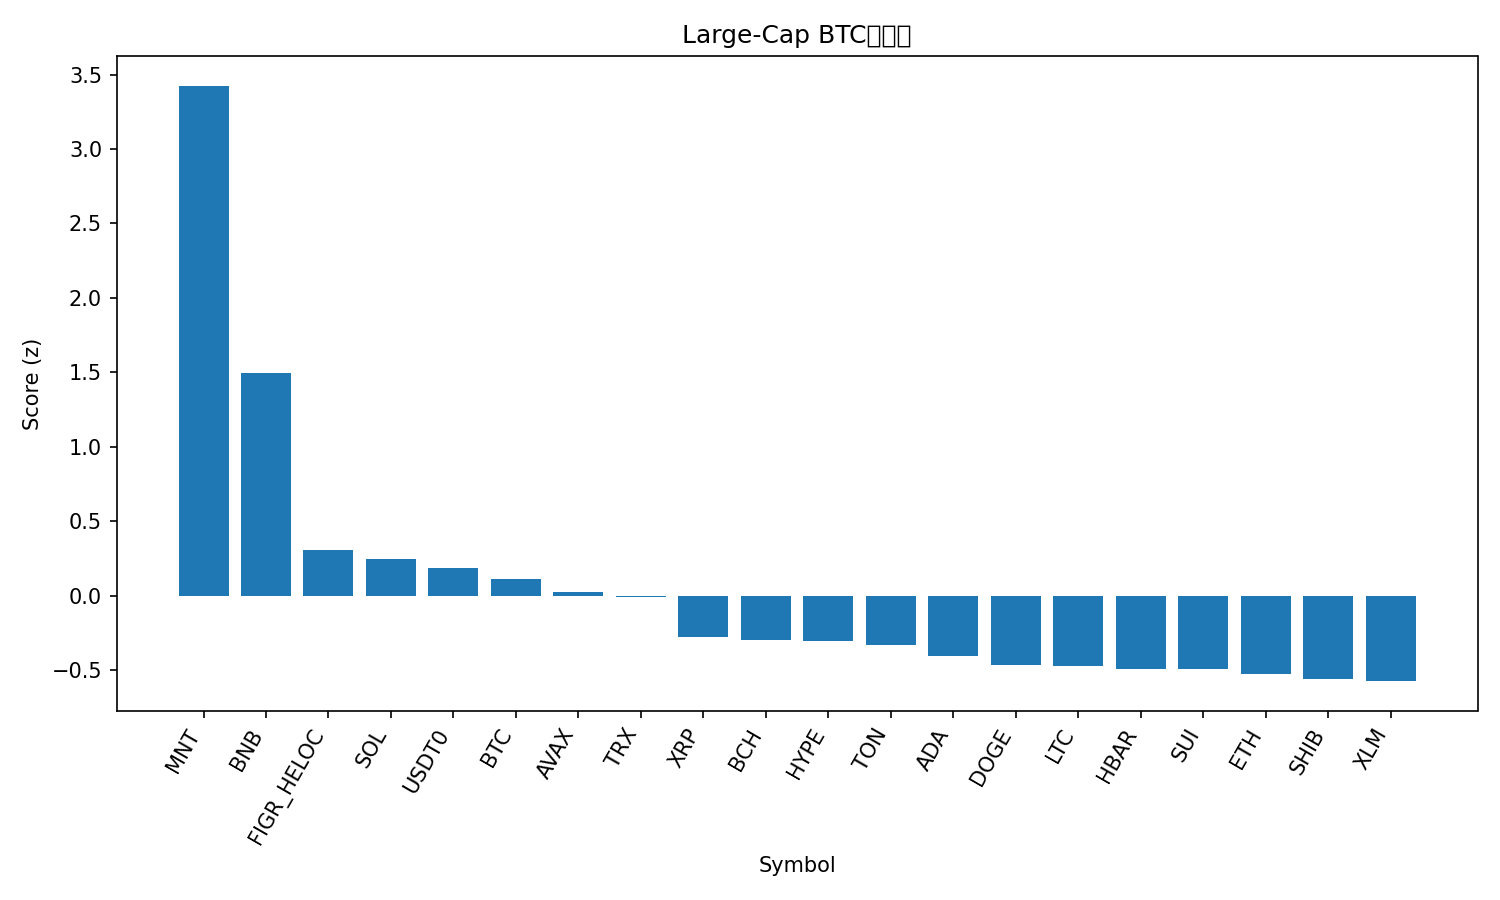 Large-Cap BTC
3.5
3.0
2.5
2.0
1.5
1.0
0.5
0.0
−0.5
Score (z)
MNT
BNB
FIGR_HELOC
SOL
USDT0
BTC
AVAX
TRX
XRP
BCH
HYPE
TON
ADA
DOGE
LTC
HBAR
SUI
ETH
SHIB
XLM
Symbol